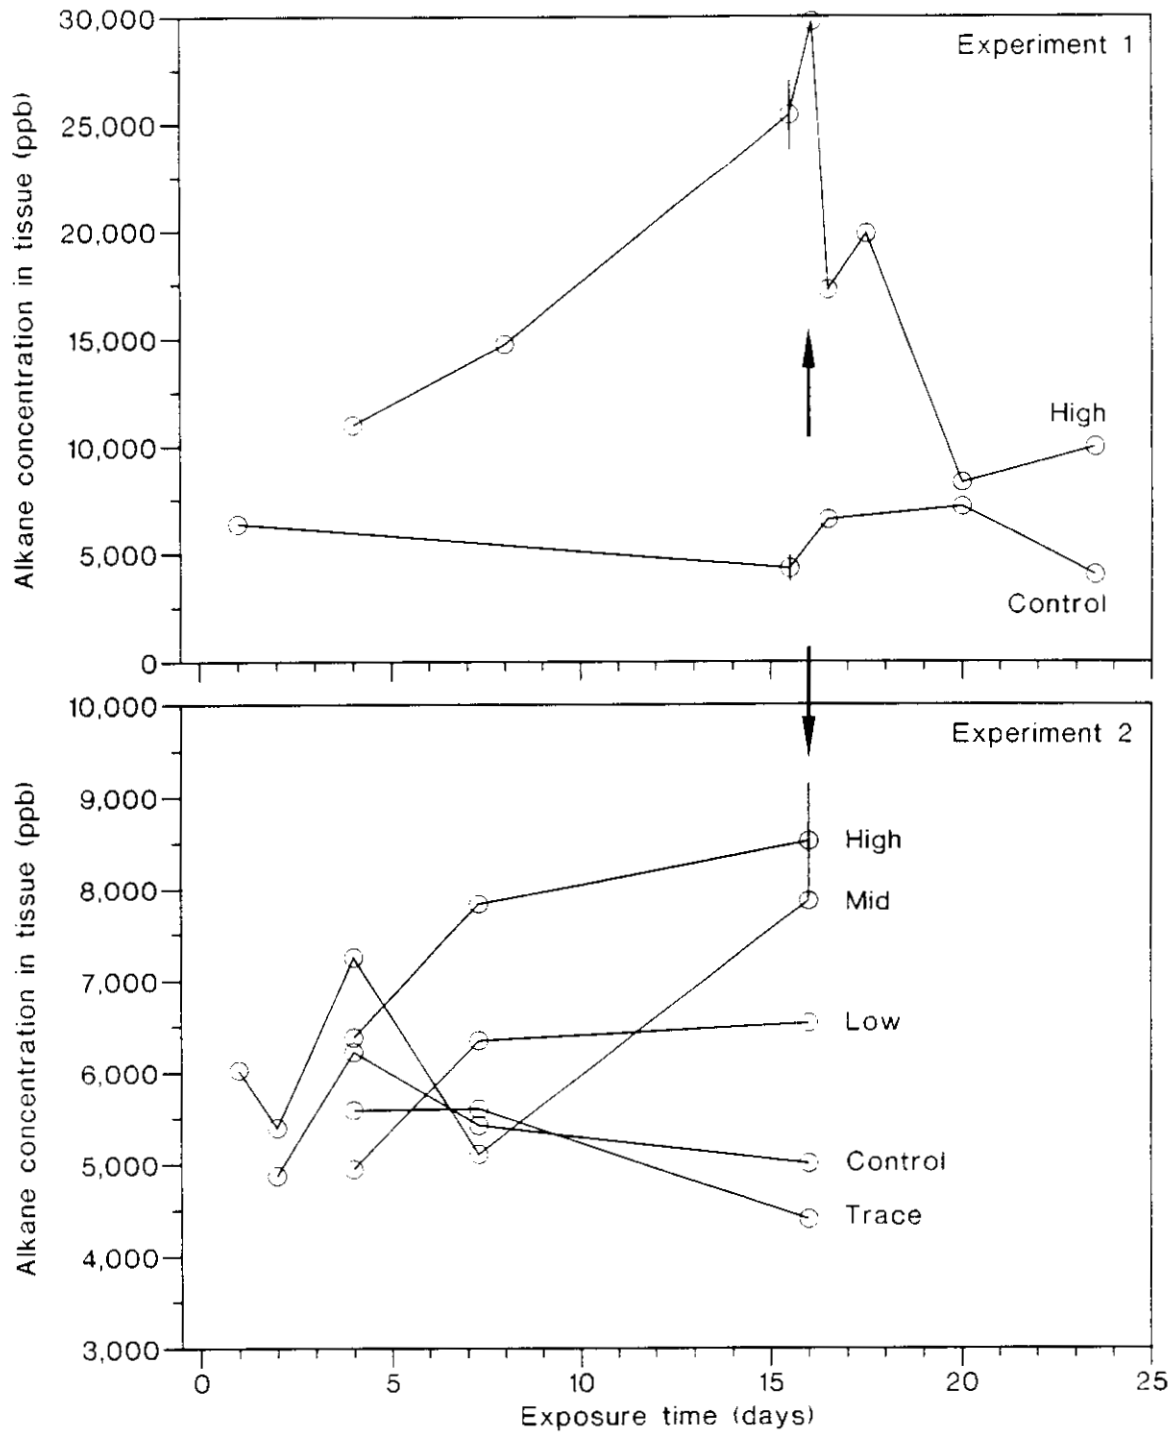 Experiment 1
Alkane concentration in tissue (ppb)
30,000
25,000
20,000
15,000
10,000
5,000
0
High
Control
Experiment 2
Alkane concentration in tissue (ppb)
10,000
9,000
8,000
7,000
6,000
5,000
4,000
3,000
High
Mid
Low
Control
Trace
0 5 10 15 20 25
Exposure time (days)